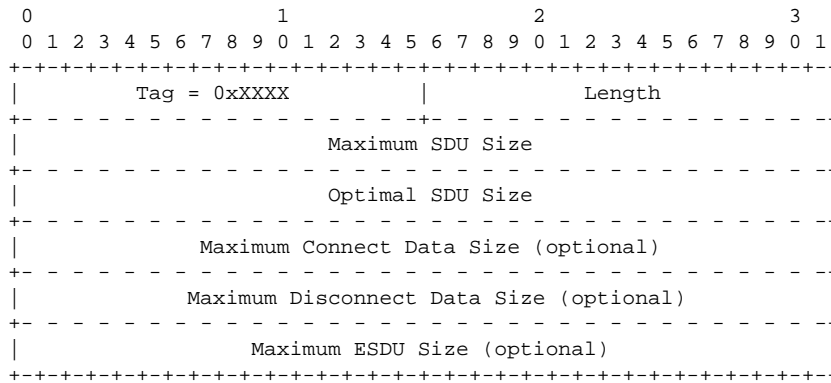 0                   1                   2                   3
0 1 2 3 4 5 6 7 8 9 0 1 2 3 4 5 6 7 8 9 0 1 2 3 4 5 6 7 8 9 0 1
+-+-+-+-+-+-+-+-+-+-+-+-+-+-+-+-+-+-+-+-+-+-+-+-+-+-+-+-+-+-+-+-
|         Tag = 0xXXXX          |            Length
+- - - - - - - - - - - - - - - -+- - - - - - - - - - - - - - - -
|                        Maximum SDU Size
+- - - - - - - - - - - - - - - - - - - - - - - - - - - - - - - -
|                        Optimal SDU Size
+- - - - - - - - - - - - - - - - - - - - - - - - - - - - - - - -
|              Maximum Connect Data Size (optional)
+- - - - - - - - - - - - - - - - - - - - - - - - - - - - - - - -
|             Maximum Disconnect Data Size (optional)
+- - - - - - - - - - - - - - - - - - - - - - - - - - - - - - - -
|                  Maximum ESDU Size (optional)
+-+-+-+-+-+-+-+-+-+-+-+-+-+-+-+-+-+-+-+-+-+-+-+-+-+-+-+-+-+-+-+-